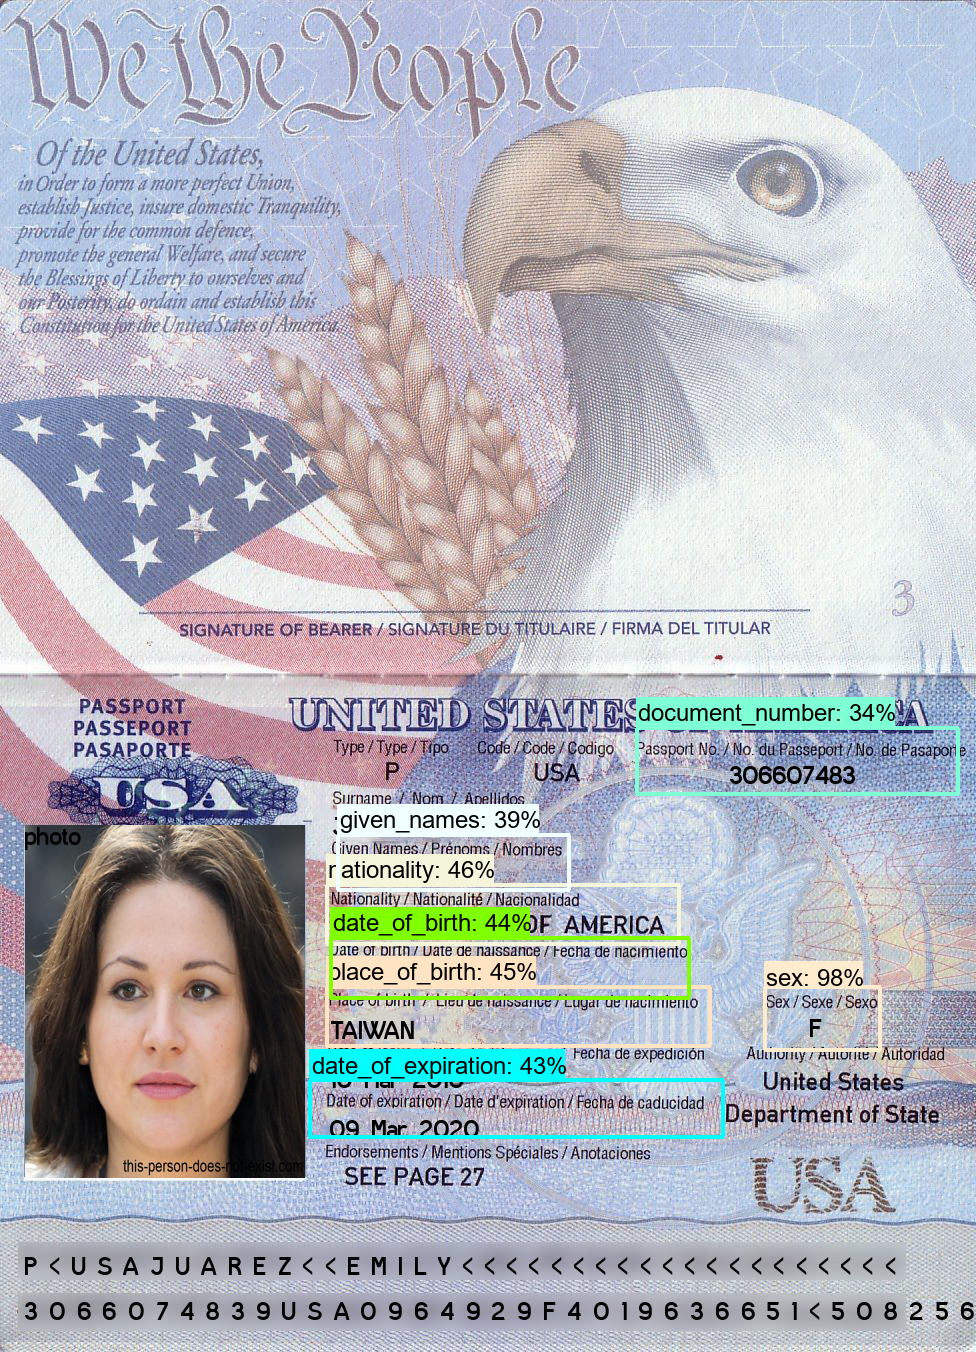 We the People
Of the United States,
in Order to form a more perfect Union,
establish Justice, insure domestic Tranquility,
provide for the common defence,
promote the general Welfare, and secure
the Blessings of Liberty to ourselves and
our Posterity, do ordain and establish this
Constitution for the United States of America.
3
SIGNATURE OF BEARER / SIGNATURE DU TITULAIRE / FIRMA DEL TITULAR
PASSPORT
PASSEPORT
PASAPORTE
USA
UNITED STATES
document_number: 34%
Type / Type / Tipo
Code / Code / Codigo
Passport No. / No. du Passeport / No. de Pasaporte
P
USA
306607483
Surname / Nom / Apellidos
given_names: 39%
Given Names / Prénoms / Nombres
nationality: 46%
Nationality / Nationalité / Nacionalidad
OF AMERICA
date_of_birth: 44%
Date of birth / Date de naissance / Fecha de nacimiento
place_of_birth: 45%
Place of birth / Lieu de naissance / Lugar de nacimiento
TAIWAN
sex: 98%
Sex / Sexe / Sexo
F
Fecha de expedición
Authority / Autorité / Autoridad
date_of_expiration: 43%
United States
Department of State
Date of expiration / Date d'expiration / Fecha de caducidad
09 Mar 2020
Endorsements / Mentions Spéciales / Anotaciones
SEE PAGE 27
USA
photo
this-person-does-not-exist.com
P<USAJUAREZ<<EMILY<<<<<<<<<<<<<<<<<<<<
3066074839USA0964929F4019636651<508256